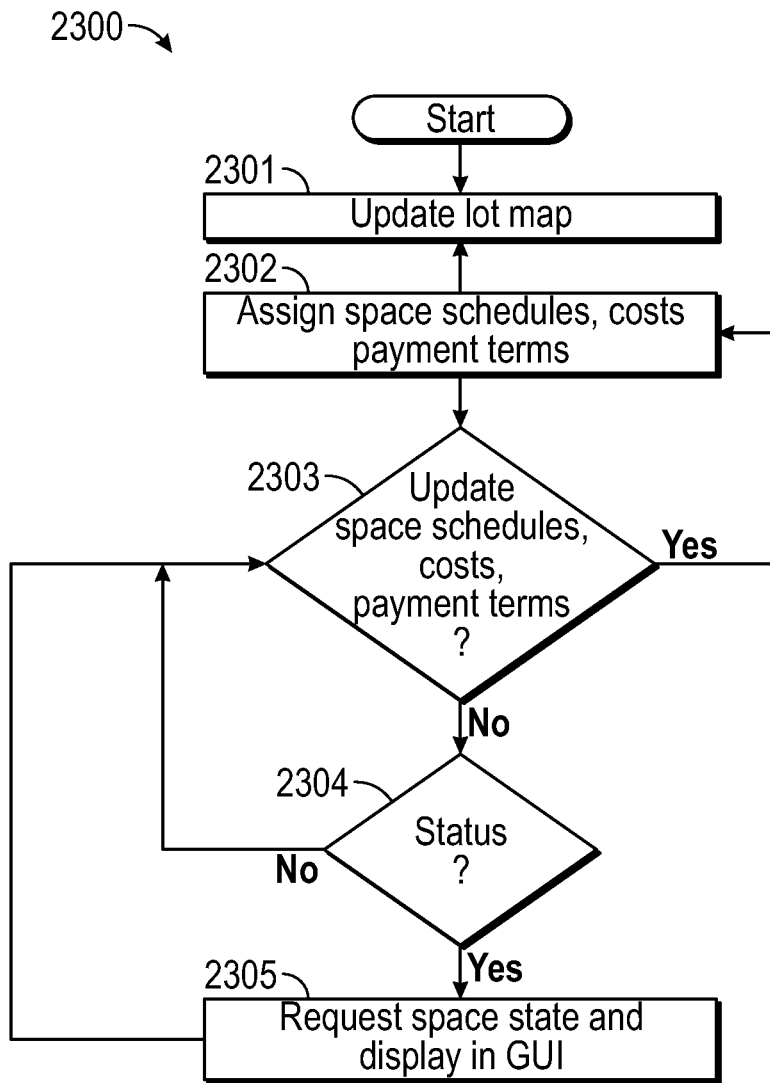 2300
Start
2301
Update lot map
2302
Assign space schedules, costs
payment terms
2303
Update
space schedules,
costs,
payment terms
?
Yes
No
2304
Status
?
No
Yes
2305
Request space state and
display in GUI